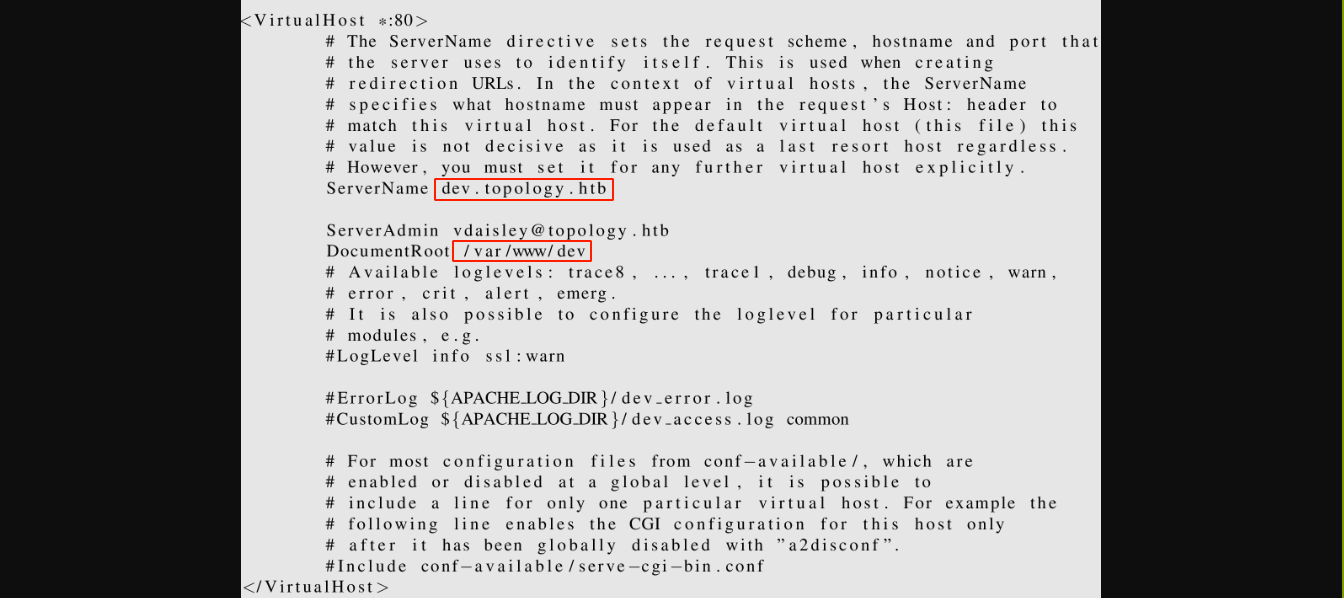 <VirtualHost *:80>
# The ServerName directive sets the request scheme, hostname and port that
# the server uses to identify itself. This is used when creating
# redirection URLs. In the context of virtual hosts, the ServerName
# specifies what hostname must appear in the request's Host: header to
# match this virtual host. For the default virtual host (this file) this
# value is not decisive as it is used as a last resort host regardless.
# However, you must set it for any further virtual host explicitly.
ServerName dev.topology.htb
ServerAdmin vdaisley@topology.htb
DocumentRoot /var/www/dev
# Available loglevels: trace8, ..., trace1, debug, info, notice, warn,
# error, crit, alert, emerg.
# It is also possible to configure the loglevel for particular
# modules, e.g.
#LogLevel info ssl:warn
#ErrorLog ${APACHE_LOG_DIR}/dev_error.log
#CustomLog ${APACHE_LOG_DIR}/dev_access.log common
# For most configuration files from conf−available/, which are
# enabled or disabled at a global level, it is possible to
# include a line for only one particular virtual host. For example the
# following line enables the CGI configuration for this host only
# after it has been globally disabled with "a2disconf".
#Include conf−available/serve−cgi−bin.conf
</VirtualHost>